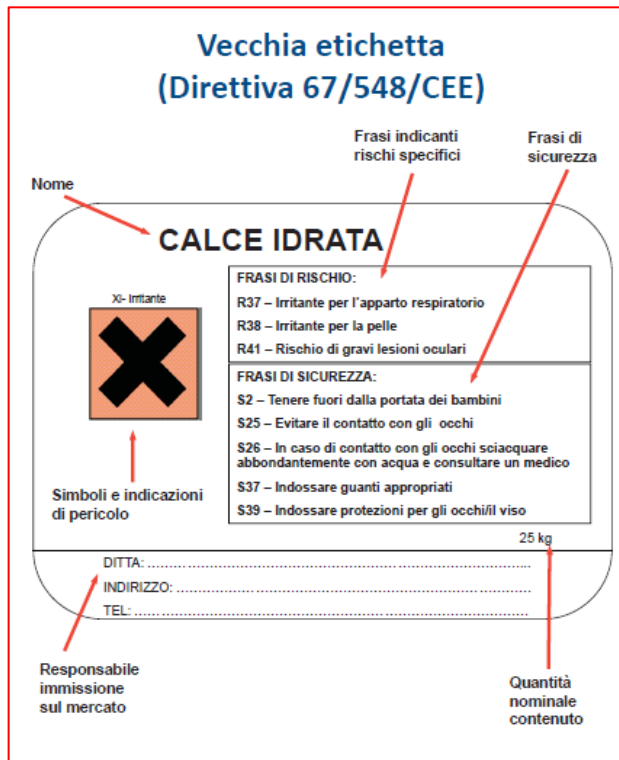 Vecchia etichetta
(Direttiva 67/548/CEE)
Frasi indicanti
rischi specifici
Frasi di
sicurezza
Nome
CALCE IDRATA
Xi- Irritante
FRASI DI RISCHIO:
R37 – Irritante per l'apparto respiratorio
R38 – Irritante per la pelle
R41 – Rischio di gravi lesioni oculari
FRASI DI SICUREZZA:
S2 – Tenere fuori dalla portata dei bambini
S25 – Evitare il contatto con gli occhi
S26 – In caso di contatto con gli occhi sciacquare
abbondantemente con acqua e consultare un medico
S37 – Indossare guanti appropriati
S39 – Indossare protezioni per gli occhi/il viso
Simboli e indicazioni
di pericolo
25 kg
DITTA: ..........................................................................
INDIRIZZO: ...................................................................
TEL: .............................................................................
Responsabile
immissione
sul mercato
Quantità
nominale
contenuto